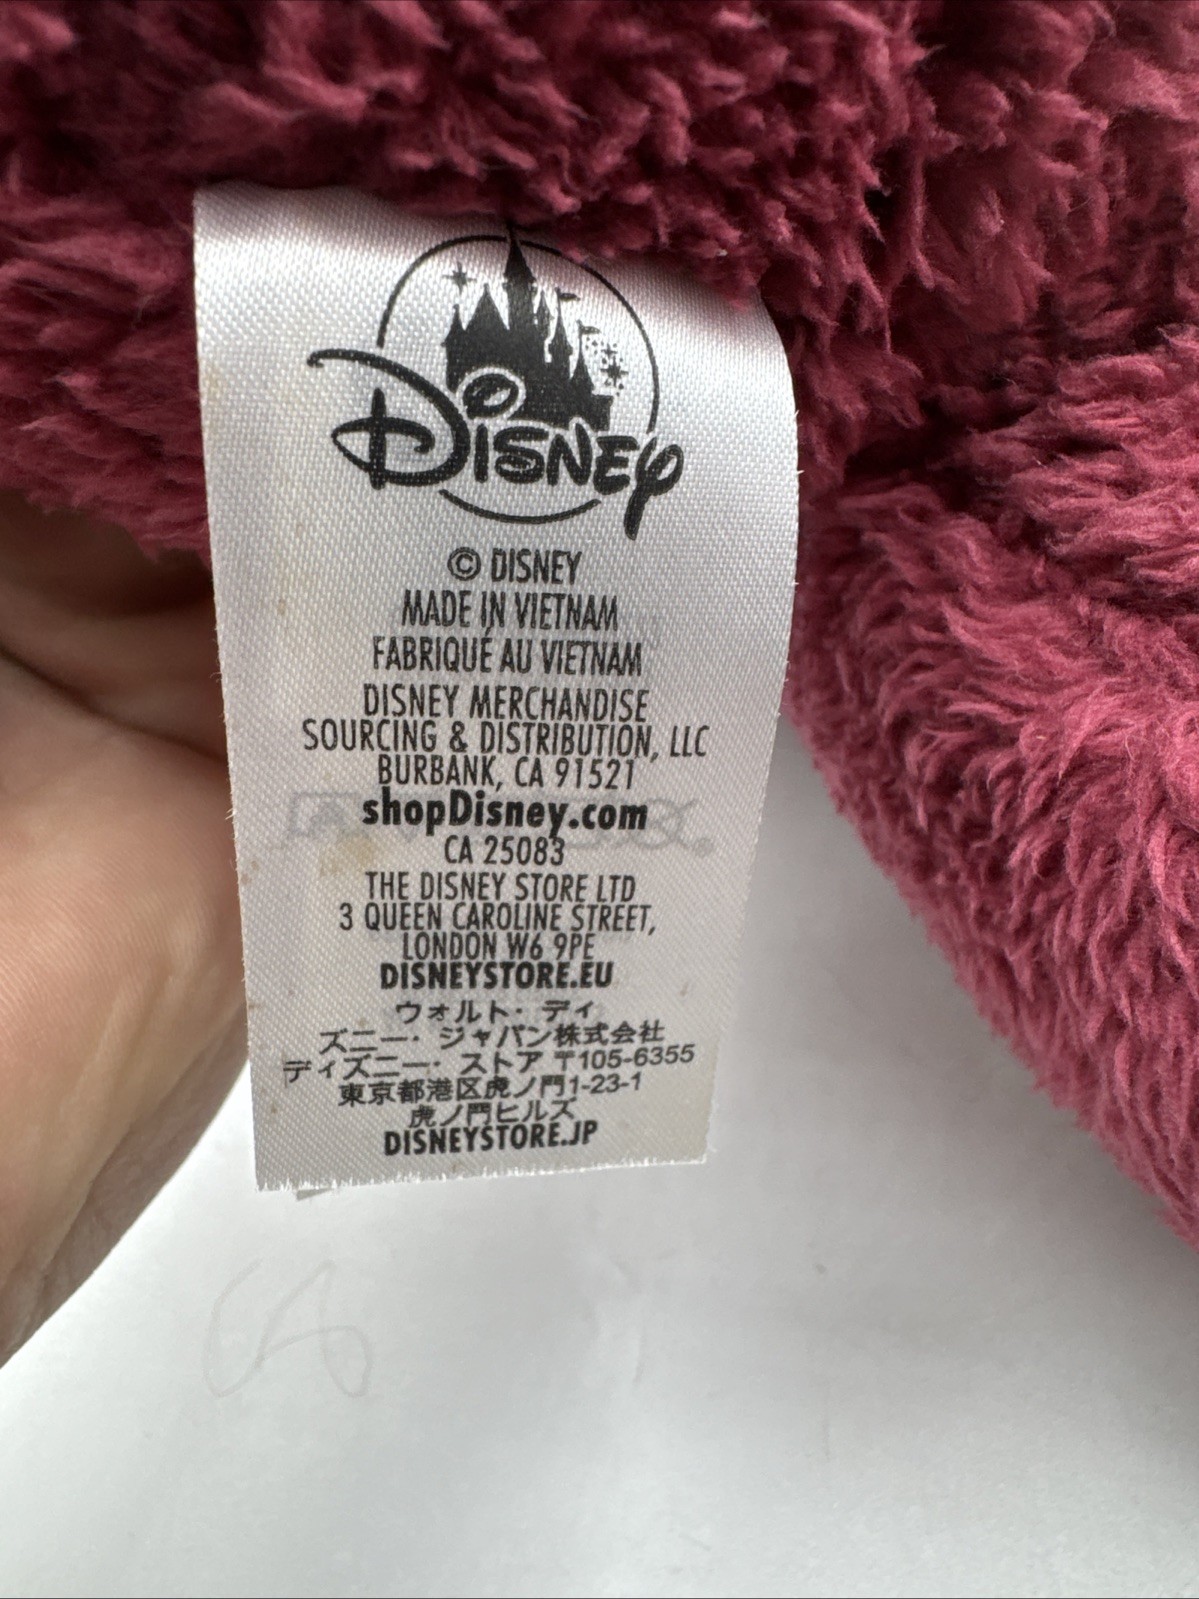 Disney
© DISNEY
MADE IN VIETNAM
FABRIQUÉ AU VIETNAM
DISNEY MERCHANDISE
SOURCING & DISTRIBUTION, LLC
BURBANK, CA 91521
shopDisney.com
CA 25083
THE DISNEY STORE LTD
3 QUEEN CAROLINE STREET,
LONDON W6 9PE
DISNEYSTORE.EU
ウォルト・ディ
ズニー・ジャパン株式会社
ディズニー・ストア 〒105-6355
東京都港区虎ノ門1-23-1
虎ノ門ヒルズ
DISNEYSTORE.JP